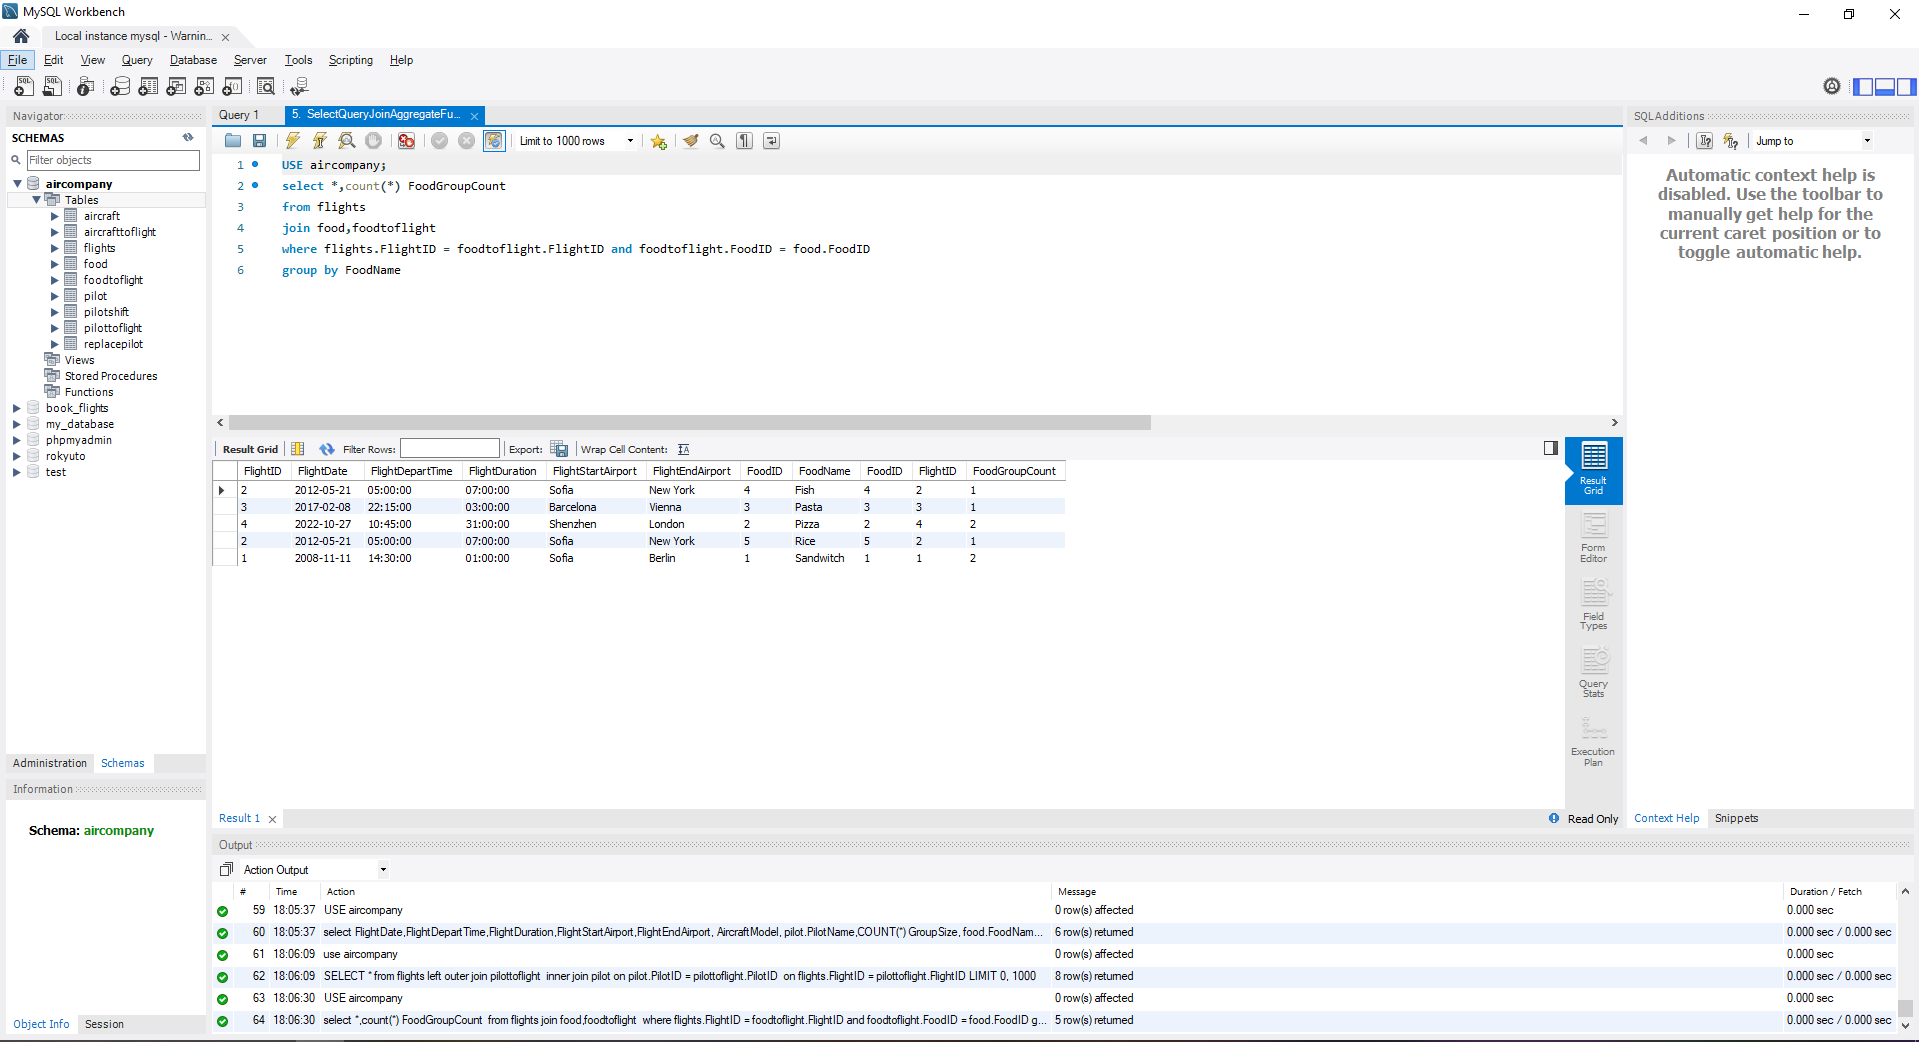 MySQL Workbench
Local instance mysql - Warnin...
File Edit View Query Database Server Tools Scripting Help
Navigator
SCHEMAS
Filter objects
aircompany
Tables
aircraft
aircrafttoflight
flights
food
foodtoflight
pilot
pilotshift
pilottoflight
replacepilot
Views
Stored Procedures
Functions
book_flights
my_database
phpmyadmin
rokyuto
test
Administration Schemas
Information
Schema: aircompany
Object Info Session
Query 1 5. SelectQueryJoinAggregateFu...
Limit to 1000 rows
1 USE aircompany;
2 select *,count(*) FoodGroupCount
3 from flights
4 join food,foodtoflight
5 where flights.FlightID = foodtoflight.FlightID and foodtoflight.FoodID = food.FoodID
6 group by FoodName
Result Grid Filter Rows: Export: Wrap Cell Content:
FlightID FlightDate FlightDepartTime FlightDuration FlightStartAirport FlightEndAirport FoodID FoodName FoodID FlightID FoodGroupCount
2 2012-05-21 05:00:00 07:00:00 Sofia New York 4 Fish 4 2 1
3 2017-02-08 22:15:00 03:00:00 Barcelona Vienna 3 Pasta 3 3 1
4 2022-10-27 10:45:00 31:00:00 Shenzhen London 2 Pizza 2 4 2
2 2012-05-21 05:00:00 07:00:00 Sofia New York 5 Rice 5 2 1
1 2008-11-11 14:30:00 01:00:00 Sofia Berlin 1 Sandwitch 1 1 2
Result Grid
Form Editor
Field Types
Query Stats
Execution Plan
Result 1
Read Only
SQLAdditions
Jump to
Automatic context help is
disabled. Use the toolbar to
manually get help for the
current caret position or to
toggle automatic help.
Context Help Snippets
Output
Action Output
# Time Action Message Duration / Fetch
59 18:05:37 USE aircompany 0 row(s) affected 0.000 sec
60 18:05:37 select FlightDate,FlightDepartTime,FlightDuration,FlightStartAirport,FlightEndAirport, AircraftModel, pilot.PilotName,COUNT(*) GroupSize, food.FoodNam... 6 row(s) returned 0.000 sec / 0.000 sec
61 18:06:09 use aircompany 0 row(s) affected 0.000 sec
62 18:06:09 SELECT * from flights left outer join pilottoflight inner join pilot on pilot.PilotID = pilottoflight.PilotID on flights.FlightID = pilottoflight.FlightID LIMIT 0, 1000 8 row(s) returned 0.000 sec / 0.000 sec
63 18:06:30 USE aircompany 0 row(s) affected 0.000 sec
64 18:06:30 select *,count(*) FoodGroupCount from flights join food,foodtoflight where flights.FlightID = foodtoflight.FlightID and foodtoflight.FoodID = food.FoodID g... 5 row(s) returned 0.000 sec / 0.000 sec